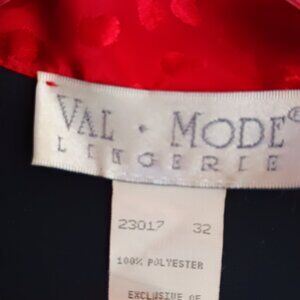 VAL · MODE®
LINGERIE
23017 32
100% POLYESTER
EXCLUSIVE OF